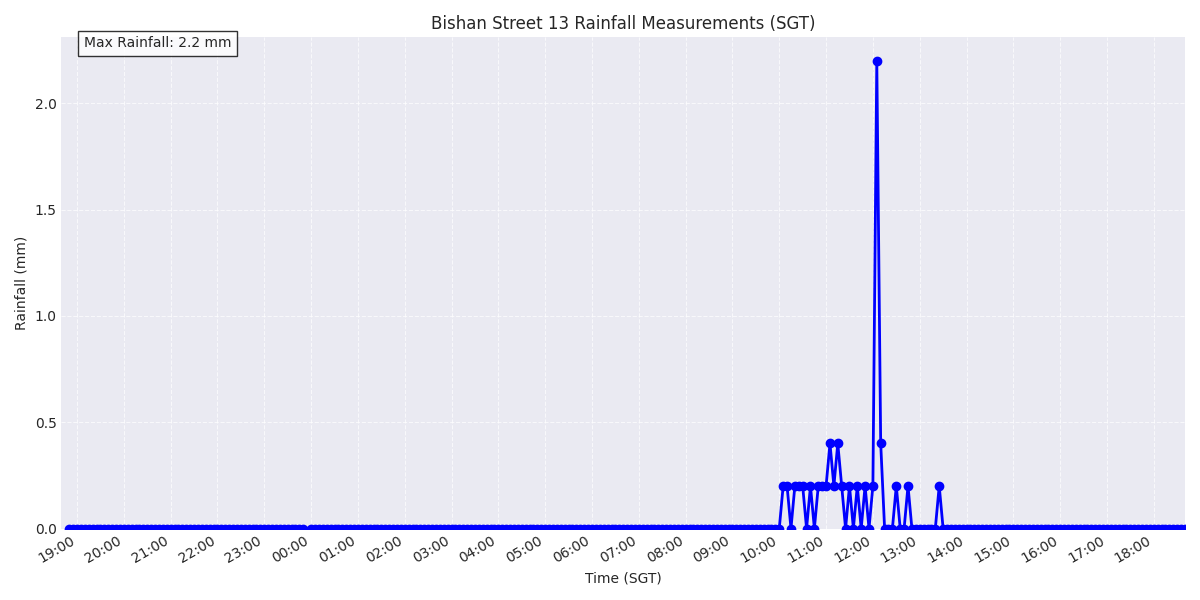 Bishan Street 13 Rainfall Measurements (SGT)
Max Rainfall: 2.2 mm
Rainfall (mm)
2.0
1.5
1.0
0.5
0.0
19:00 20:00 21:00 22:00 23:00 00:00 01:00 02:00 03:00 04:00 05:00 06:00 07:00 08:00 09:00 10:00 11:00 12:00 13:00 14:00 15:00 16:00 17:00 18:00
Time (SGT)